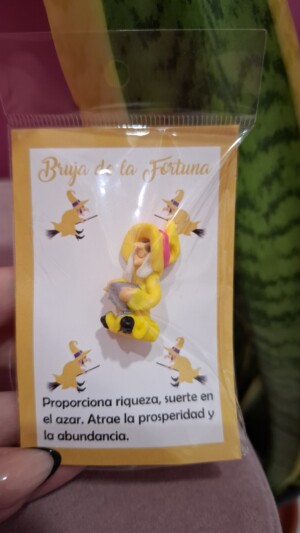 Bruja de la Fortuna
Proporciona riqueza, suerte en
el azar. Atrae la prosperidad y
la abundancia.